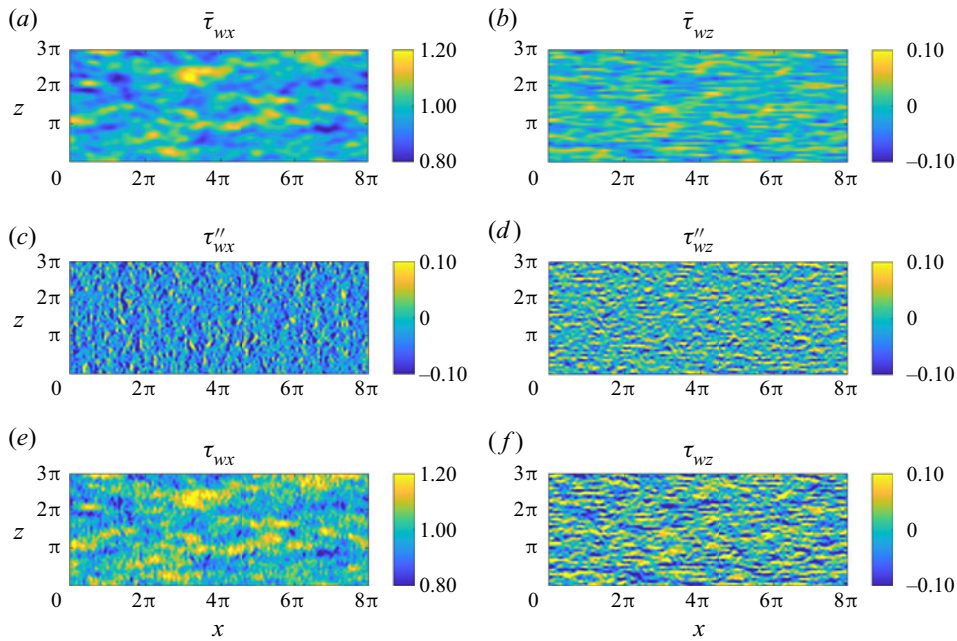 (a) τ̄wx
3π 1.20
2π
z 1.00
π
0.80
0 2π 4π 6π 8π
(b) τ̄wz
3π 0.10
2π
0
π
–0.10
0 2π 4π 6π 8π
(c) τ″wx
3π 0.10
2π
z 0
π
–0.10
0 2π 4π 6π 8π
(d) τ″wz
3π 0.10
2π
0
π
–0.10
0 2π 4π 6π 8π
(e) τwx
3π 1.20
2π
z 1.00
π
0.80
0 2π 4π 6π 8π
x
(f) τwz
3π 0.10
2π
0
π
–0.10
0 2π 4π 6π 8π
x